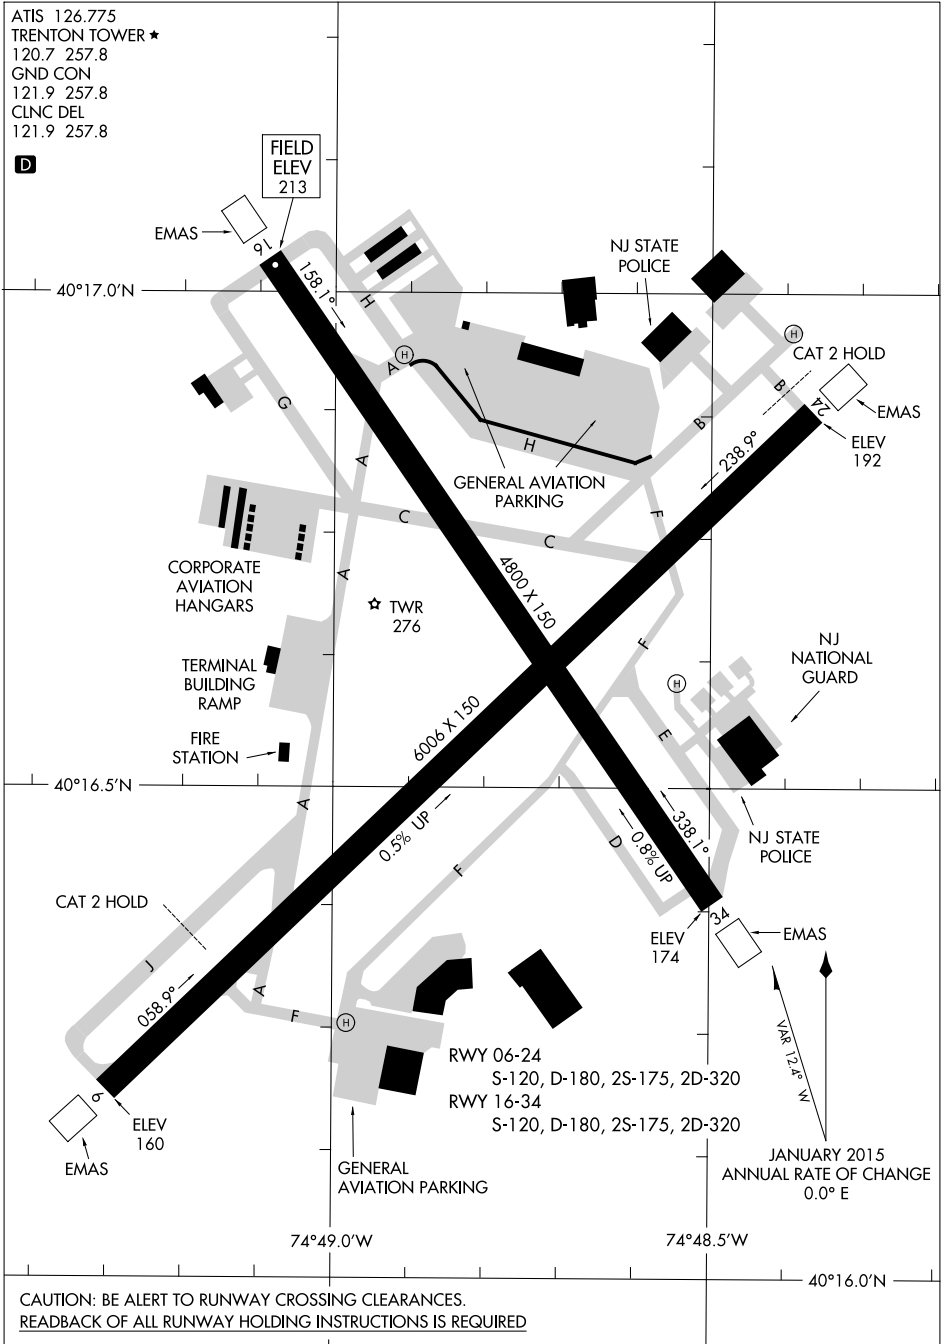 ATIS 126.775
TRENTON TOWER ★
120.7 257.8
GND CON
121.9 257.8
CLNC DEL
121.9 257.8
D
FIELD
ELEV
213
EMAS
16
158.1°
H
NJ STATE
POLICE
40°17.0'N
H
A
H
CAT 2 HOLD
B
24
EMAS
ELEV
192
G
B
238.9°
H
A
GENERAL AVIATION
PARKING
C
F
C
CORPORATE
AVIATION
HANGARS
A
4800 X 150
TWR
276
F
NJ
NATIONAL
GUARD
TERMINAL
BUILDING
RAMP
H
6006 X 150
E
FIRE
STATION
40°16.5'N
A
0.5% UP
338.1°
0.8% UP
D
NJ STATE
POLICE
F
CAT 2 HOLD
34
EMAS
ELEV
174
J
058.9°
A
F
H
VAR 12.4° W
RWY 06-24
S-120, D-180, 2S-175, 2D-320
RWY 16-34
S-120, D-180, 2S-175, 2D-320
6
ELEV
160
EMAS
GENERAL
AVIATION PARKING
JANUARY 2015
ANNUAL RATE OF CHANGE
0.0° E
74°49.0'W
74°48.5'W
40°16.0'N
CAUTION: BE ALERT TO RUNWAY CROSSING CLEARANCES.
READBACK OF ALL RUNWAY HOLDING INSTRUCTIONS IS REQUIRED